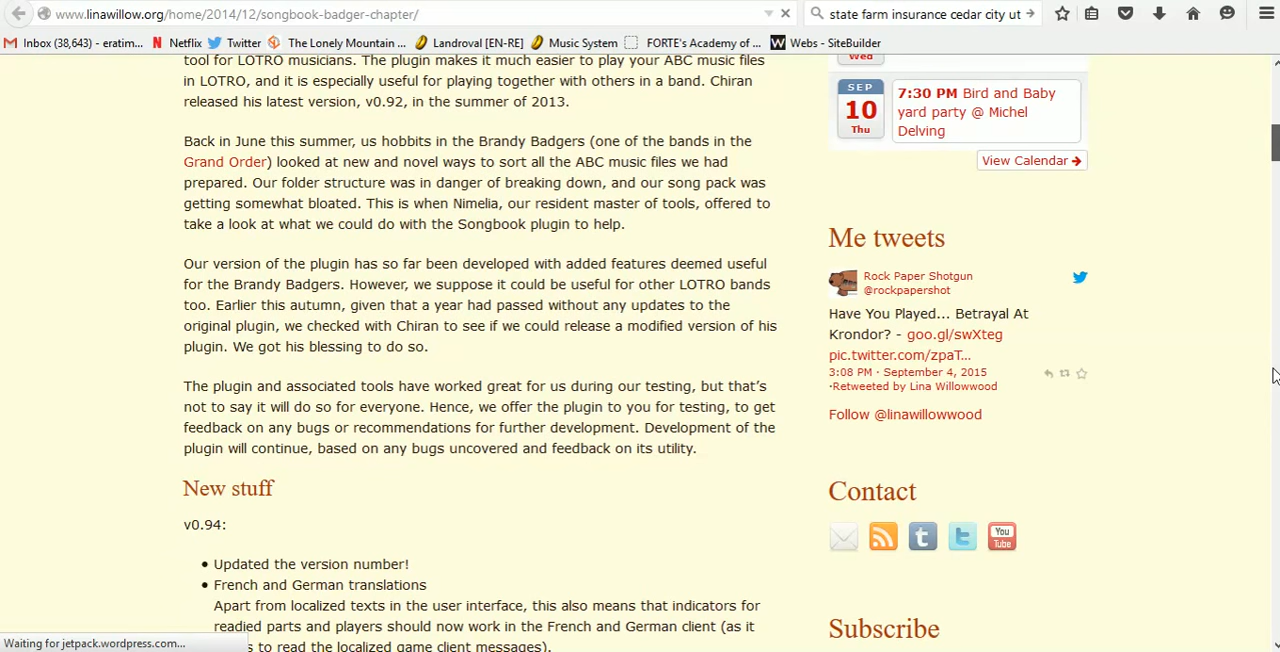 www.linawillow.org/home/2014/12/songbook-badger-chapter/
state farm insurance cedar city ut
Inbox (38,643) - eratim...
Netflix
Twitter
The Lonely Mountain ...
Landroval [EN-RE]
Music System
FORTE's Academy of ...
Webs - SiteBuilder
tool for LOTRO musicians. The plugin makes it much easier to play your ABC music files
in LOTRO, and it is especially useful for playing together with others in a band. Chiran
released his latest version, v0.92, in the summer of 2013.
Back in June this summer, us hobbits in the Brandy Badgers (one of the bands in the
Grand Order) looked at new and novel ways to sort all the ABC music files we had
prepared. Our folder structure was in danger of breaking down, and our song pack was
getting somewhat bloated. This is when Nimelia, our resident master of tools, offered to
take a look at what we could do with the Songbook plugin to help.
Our version of the plugin has so far been developed with added features deemed useful
for the Brandy Badgers. However, we suppose it could be useful for other LOTRO bands
too. Earlier this autumn, given that a year had passed without any updates to the
original plugin, we checked with Chiran to see if we could release a modified version of his
plugin. We got his blessing to do so.
The plugin and associated tools have worked great for us during our testing, but that's
not to say it will do so for everyone. Hence, we offer the plugin to you for testing, to get
feedback on any bugs or recommendations for further development. Development of the
plugin will continue, based on any bugs uncovered and feedback on its utility.
New stuff
v0.94:
Updated the version number!
French and German translations
Apart from localized texts in the user interface, this also means that indicators for
readied parts and players should now work in the French and German client (as it
s to read the localized game client messages).
Waiting for jetpack.wordpress.com...
Wed
SEP
10
Thu
7:30 PM Bird and Baby
yard party @ Michel
Delving
View Calendar
Me tweets
Rock Paper Shotgun
@rockpapershot
Have You Played... Betrayal At
Krondor? - goo.gl/swXteg
pic.twitter.com/zpaT...
3:08 PM · September 4, 2015
·Retweeted by Lina Willowwood
Follow @linawillowwood
Contact
You
Tube
Subscribe